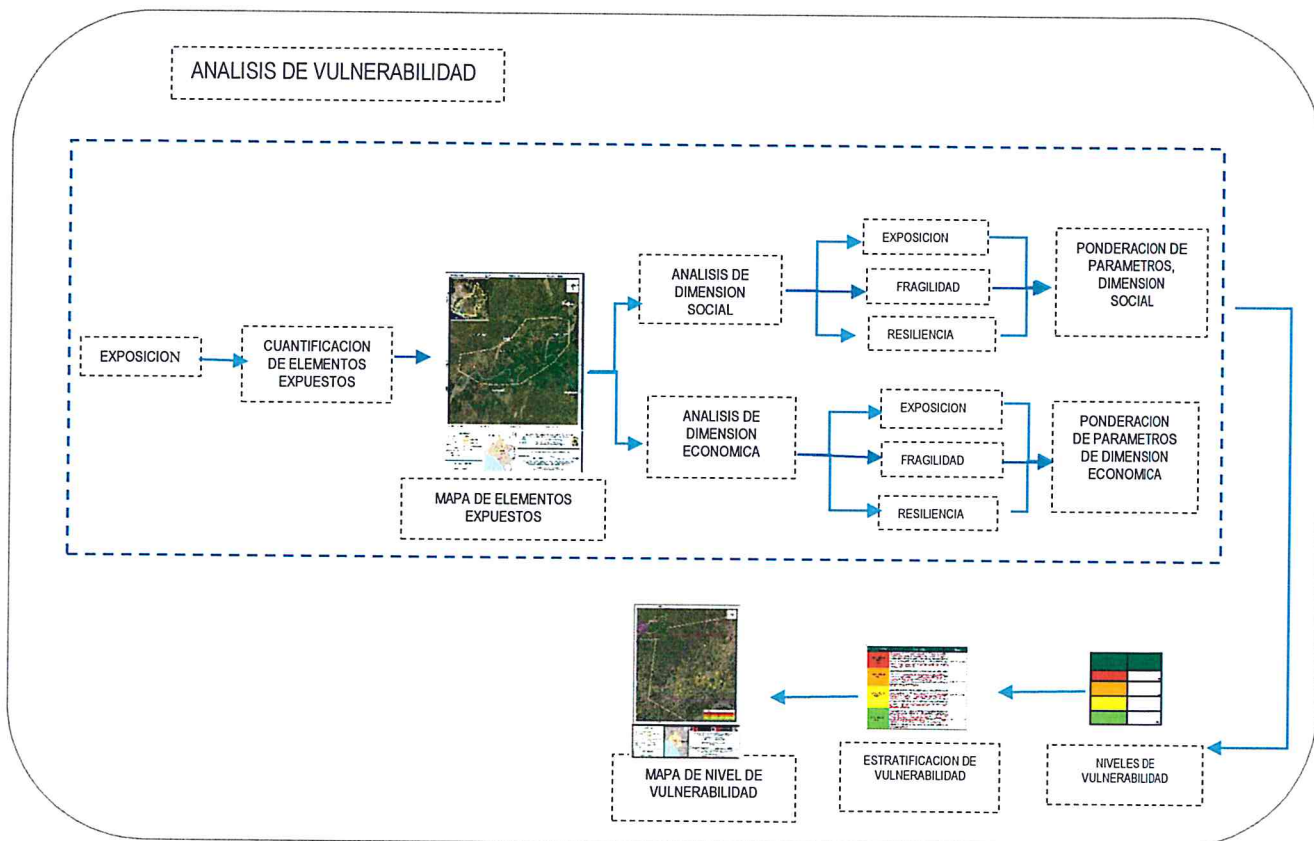 ANALISIS DE VULNERABILIDAD
EXPOSICION
CUANTIFICACION
DE ELEMENTOS
EXPUESTOS
MAPA DE ELEMENTOS
EXPUESTOS
ANALISIS DE
DIMENSION
SOCIAL
EXPOSICION
FRAGILIDAD
RESILIENCIA
PONDERACION DE
PARAMETROS,
DIMENSION
SOCIAL
ANALISIS DE
DIMENSION
ECONOMICA
EXPOSICION
FRAGILIDAD
RESILIENCIA
PONDERACION
DE PARAMETROS
DE DIMENSION
ECONOMICA
NIVELES DE
VULNERABILIDAD
ESTRATIFICACION DE
VULNERABILIDAD
MAPA DE NIVEL DE
VULNERABILIDAD